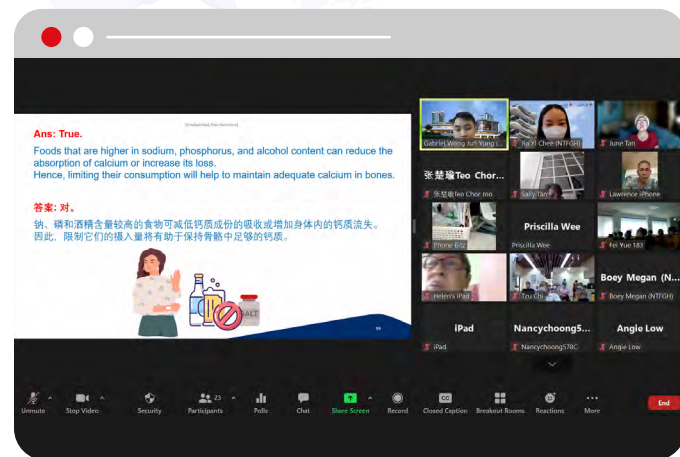 [Unclassified, Non-Sensitive]
Ans: True.
Foods that are higher in sodium, phosphorus, and alcohol content can reduce the
absorption of calcium or increase its loss.
Hence, limiting their consumption will help to maintain adequate calcium in bones.
答案: 对。
钠、磷和酒精含量较高的食物可减低钙质成份的吸收或增加身体内的钙质流失。
因此，限制它们的摄入量将有助于保持骨骼中足够的钙质。
SALT
Gabriel Wong Jun Yung (...
Jia Yi Chee (NTFGH)
June Tan
张楚瑜Teo Chor...
张楚瑜Teo Chor Joo
Sally Tan
Lawrence iPhone
Phone Bitz
Priscilla Wee
Priscilla Wee
Fei Yue 183
Helen's iPad
Tzu Chi
Boey Megan (N...
Boey Megan (NTFGH)
iPad
iPad
Nancychoong5...
Nancychoong578C
Angie Low
Angie Low
Unmute
Stop Video
Security
23
Participants
Polls
Chat
Share Screen
Record
CC
Closed Caption
Breakout Rooms
Reactions
More
End